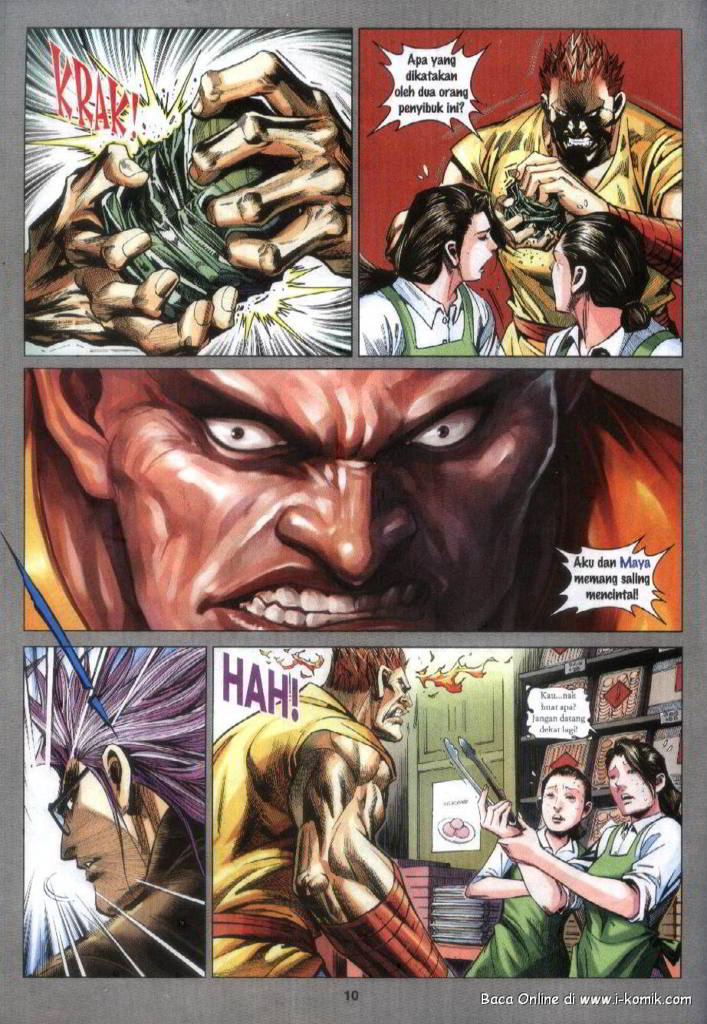 KRAK!
Apa yang
dikatakan
oleh dua orang
penyibuk ini?
Aku dan Maya
memang saling
mencintai!
HAH!
Kau...nak
buat apa?
Jangan datang
dekat lagi!
10
Baca Online di www.i-komik.com